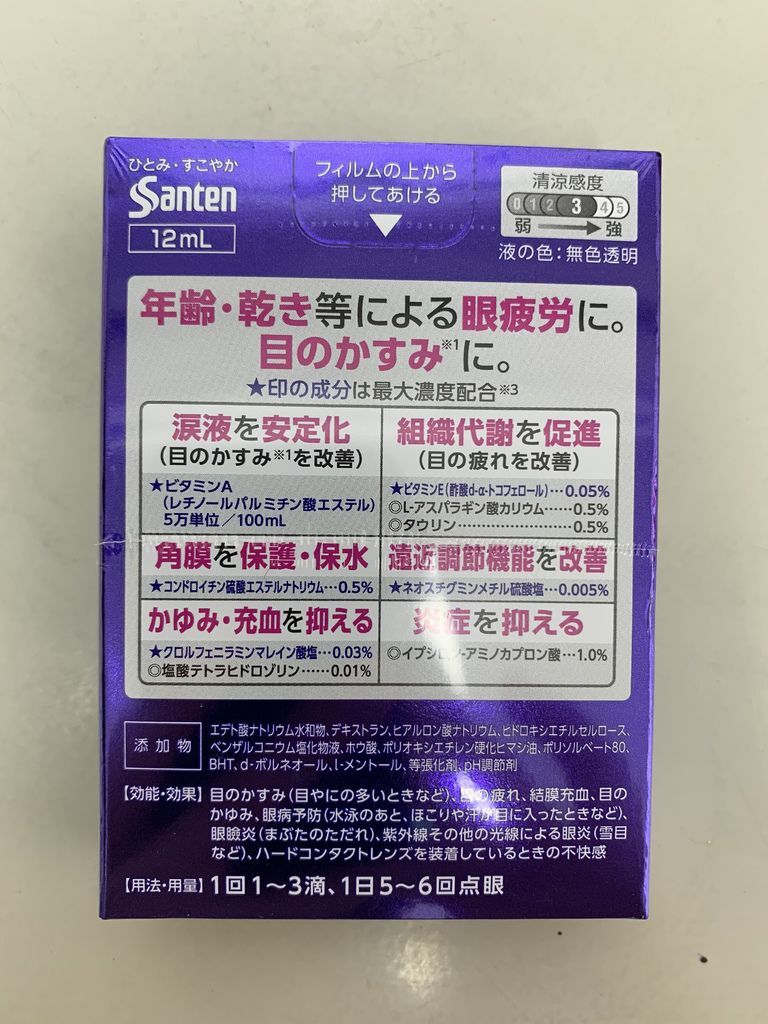 ひとみ・すこやか
Santen
12mL
フィルムの上から
押してあける
清涼感度
0 1 2 3 4 5
弱 強
液の色：無色透明
年齢・乾き等による眼疲労に。
目のかすみ※1に。
★印の成分は最大濃度配合※3
涙液を安定化
(目のかすみ※1を改善)
★ビタミンA
(レチノールパルミチン酸エステル)
5万単位／100mL
組織代謝を促進
(目の疲れを改善)
★ビタミンE(酢酸d-α-トコフェロール)…0.05%
◎L-アスパラギン酸カリウム……0.5%
◎タウリン……………………0.5%
角膜を保護・保水
★コンドロイチン硫酸エステルナトリウム…0.5%
遠近調節機能を改善
★ネオスチグミンメチル硫酸塩…0.005%
かゆみ・充血を抑える
★クロルフェニラミンマレイン酸塩…0.03%
◎塩酸テトラヒドロゾリン……0.01%
炎症を抑える
◎イプシロン-アミノカプロン酸…1.0%
添加物
エデト酸ナトリウム水和物、デキストラン、ヒアルロン酸ナトリウム、ヒドロキシエチルセルロース、
ベンザルコニウム塩化物液、ホウ酸、ポリオキシエチレン硬化ヒマシ油、ポリソルベート80、
BHT、d-ボルネオール、l-メントール、等張化剤、pH調節剤
【効能・効果】目のかすみ(目やにの多いときなど)、目の疲れ、結膜充血、目の
かゆみ、眼病予防(水泳のあと、ほこりや汗が目に入ったときなど)、
眼瞼炎(まぶたのただれ)、紫外線その他の光線による眼炎(雪目
など)、ハードコンタクトレンズを装着しているときの不快感
【用法・用量】1回1〜3滴、1日5〜6回点眼